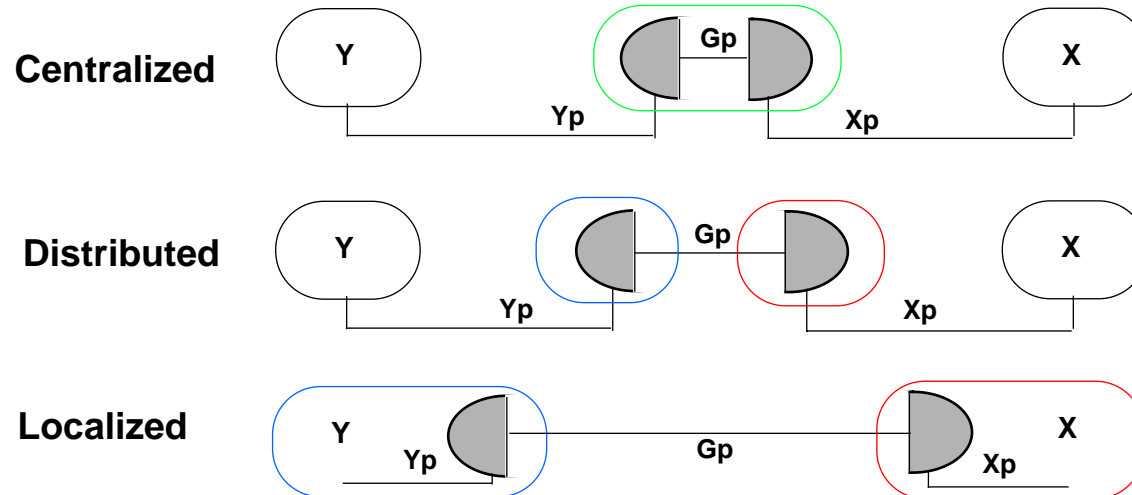 Centralized
Y
Gp
X
Yp
Xp
Distributed
Y
Gp
X
Yp
Xp
Localized
Y
Yp
Gp
Xp
X